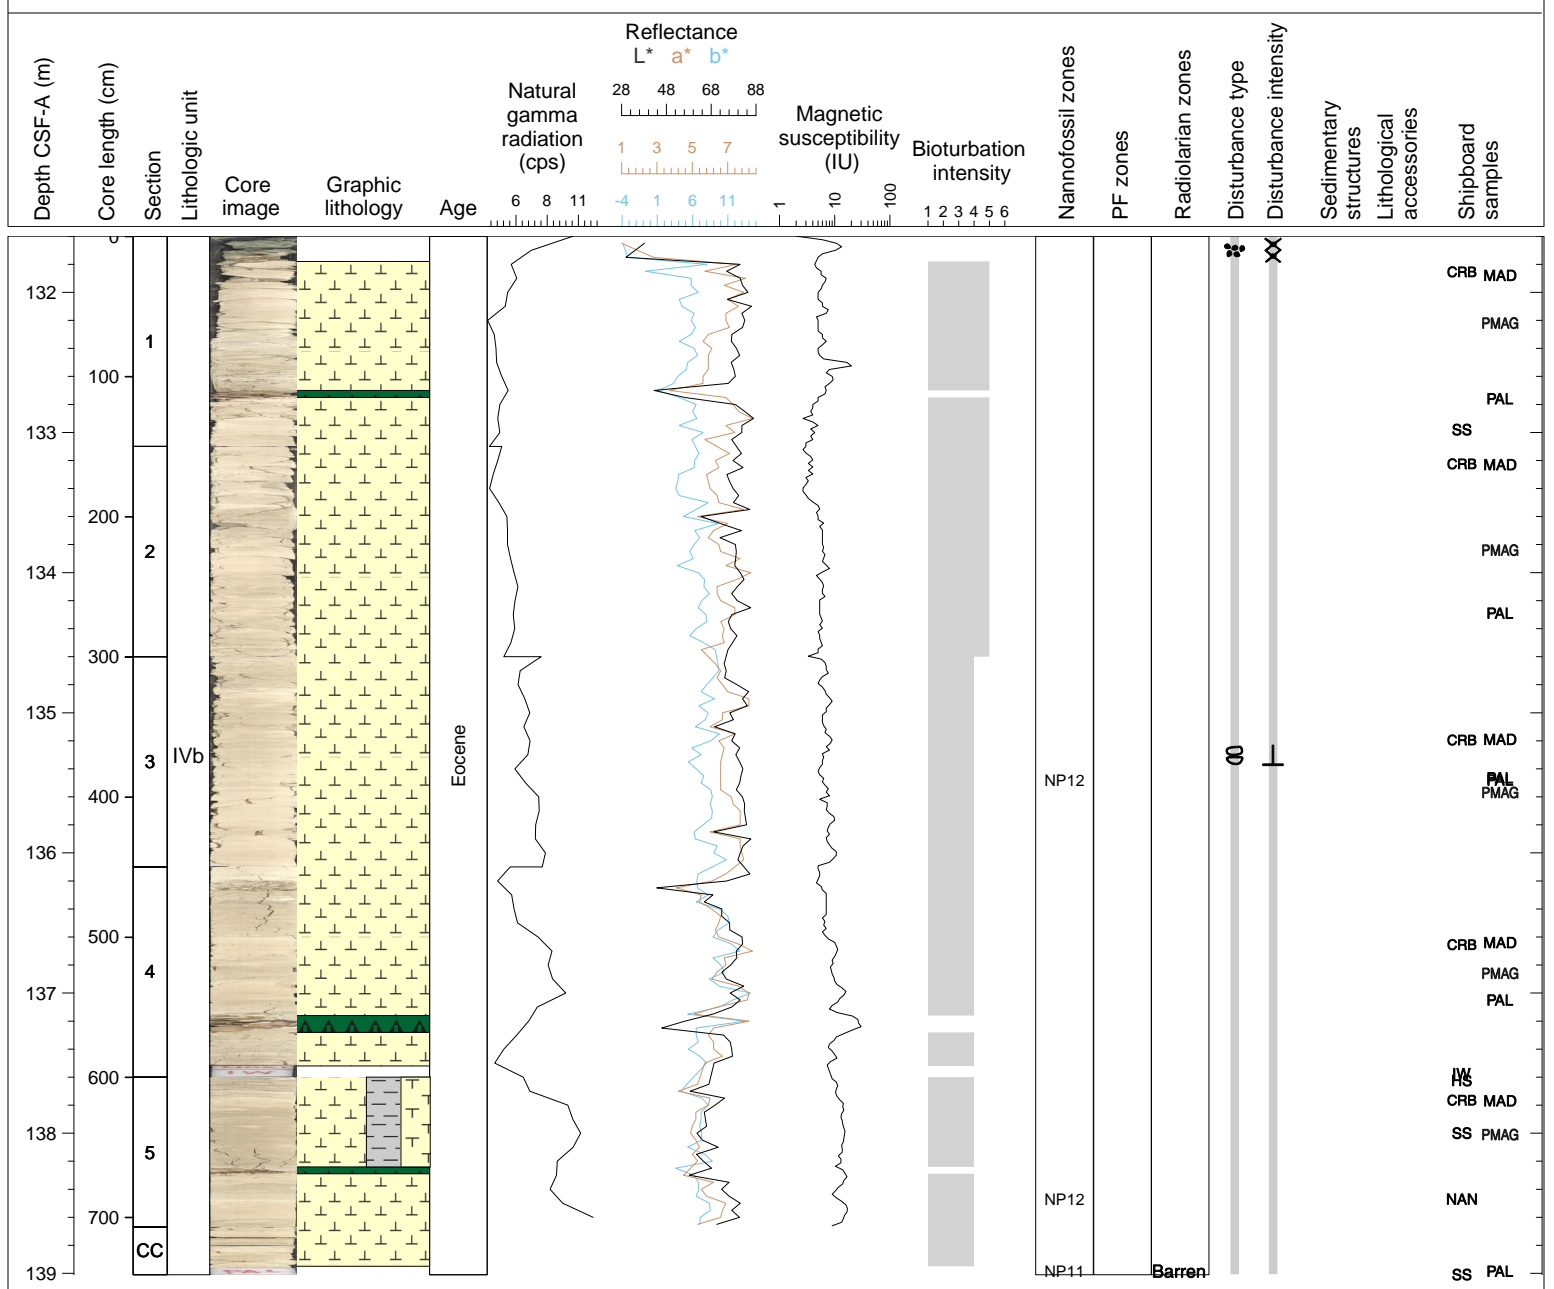 Depth CSF-A (m)
Core length (cm)
Section
Lithologic unit
Core
image
Graphic
lithology
Age
Natural
gamma
radiation
(cps)
6 8 11
Reflectance
L* a* b*
28 48 68 88
1 3 5 7
-4 1 6 11
Magnetic
susceptibility
(IU)
1 10 100
Bioturbation
intensity
1 2 3 4 5 6
Nannofossil zones
PF zones
Radiolarian zones
Disturbance type
Disturbance intensity
Sedimentary
structures
Lithological
accessories
Shipboard
samples
0
CRB MAD
132
PMAG
1
100
PAL
133
SS
CRB MAD
200
2
PMAG
134
PAL
300
135
CRB MAD
IVb
3
Eocene
NP12
PAL
PMAG
400
136
500
CRB MAD
4
PMAG
137
PAL
IW
IW
HS
600
CRB MAD
138
SS PMAG
5
NP12
NAN
700
CC
139
PAL
NP11
Barren
SS PAL